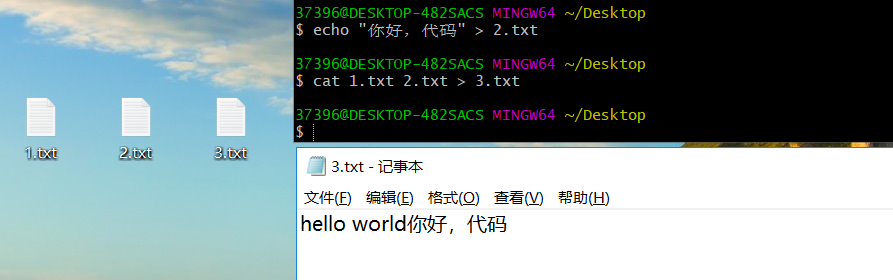 37396@DESKTOP-482SACS MINGW64 ~/Desktop
$ echo "你好，代码" > 2.txt
37396@DESKTOP-482SACS MINGW64 ~/Desktop
$ cat 1.txt 2.txt > 3.txt
37396@DESKTOP-482SACS MINGW64 ~/Desktop
$
1.txt 2.txt 3.txt
3.txt - 记事本
文件(F) 编辑(E) 格式(O) 查看(V) 帮助(H)
hello world你好，代码